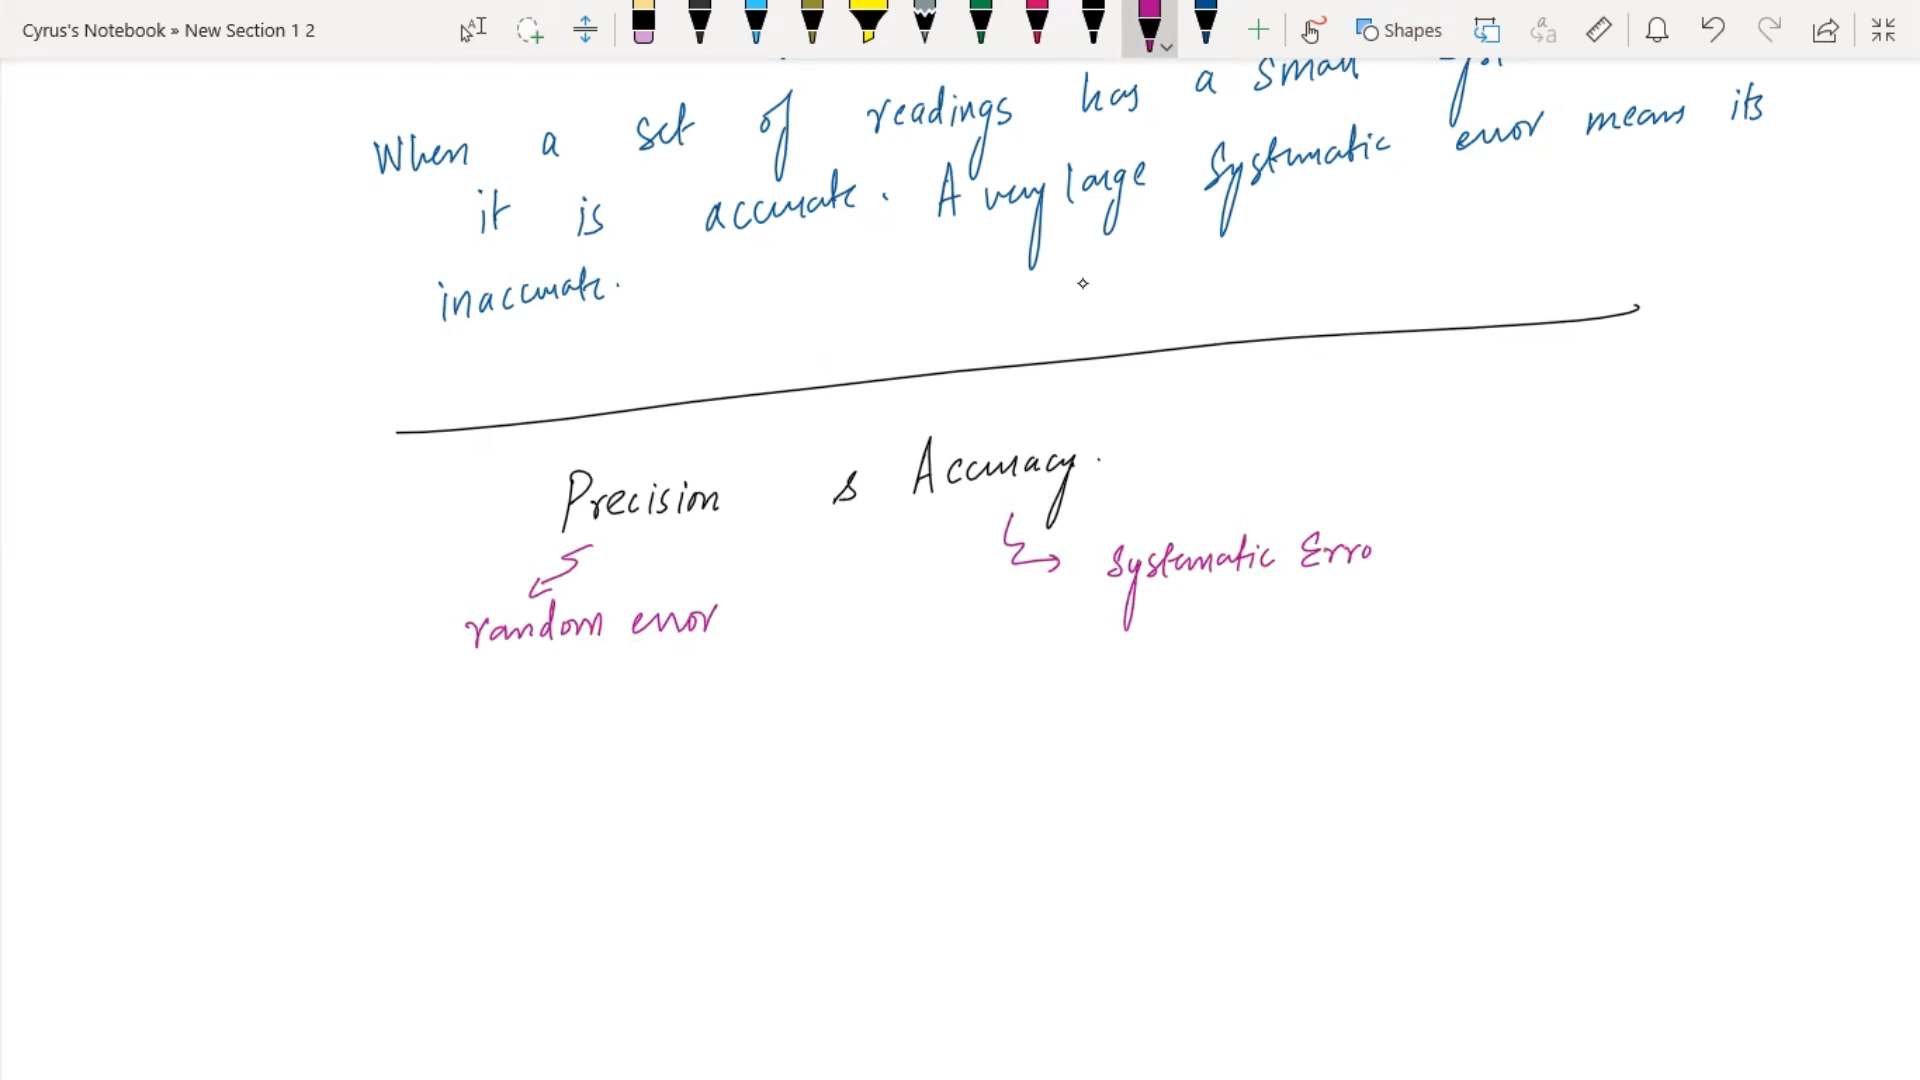 Cyrus's Notebook » New Section 1 2
Shapes
When a set of readings has a small
it is accurate. A very large systematic error means its
inaccurate.
Precision & Accuracy.
random error
Systematic Erro